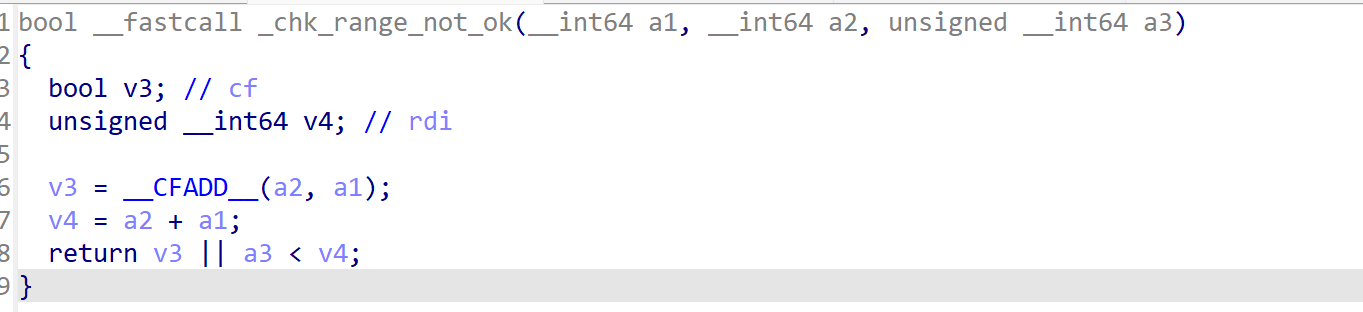 1 bool __fastcall _chk_range_not_ok(__int64 a1, __int64 a2, unsigned __int64 a3)
2 {
3   bool v3; // cf
4   unsigned __int64 v4; // rdi
5
6   v3 = __CFADD__(a2, a1);
7   v4 = a2 + a1;
8   return v3 || a3 < v4;
9 }